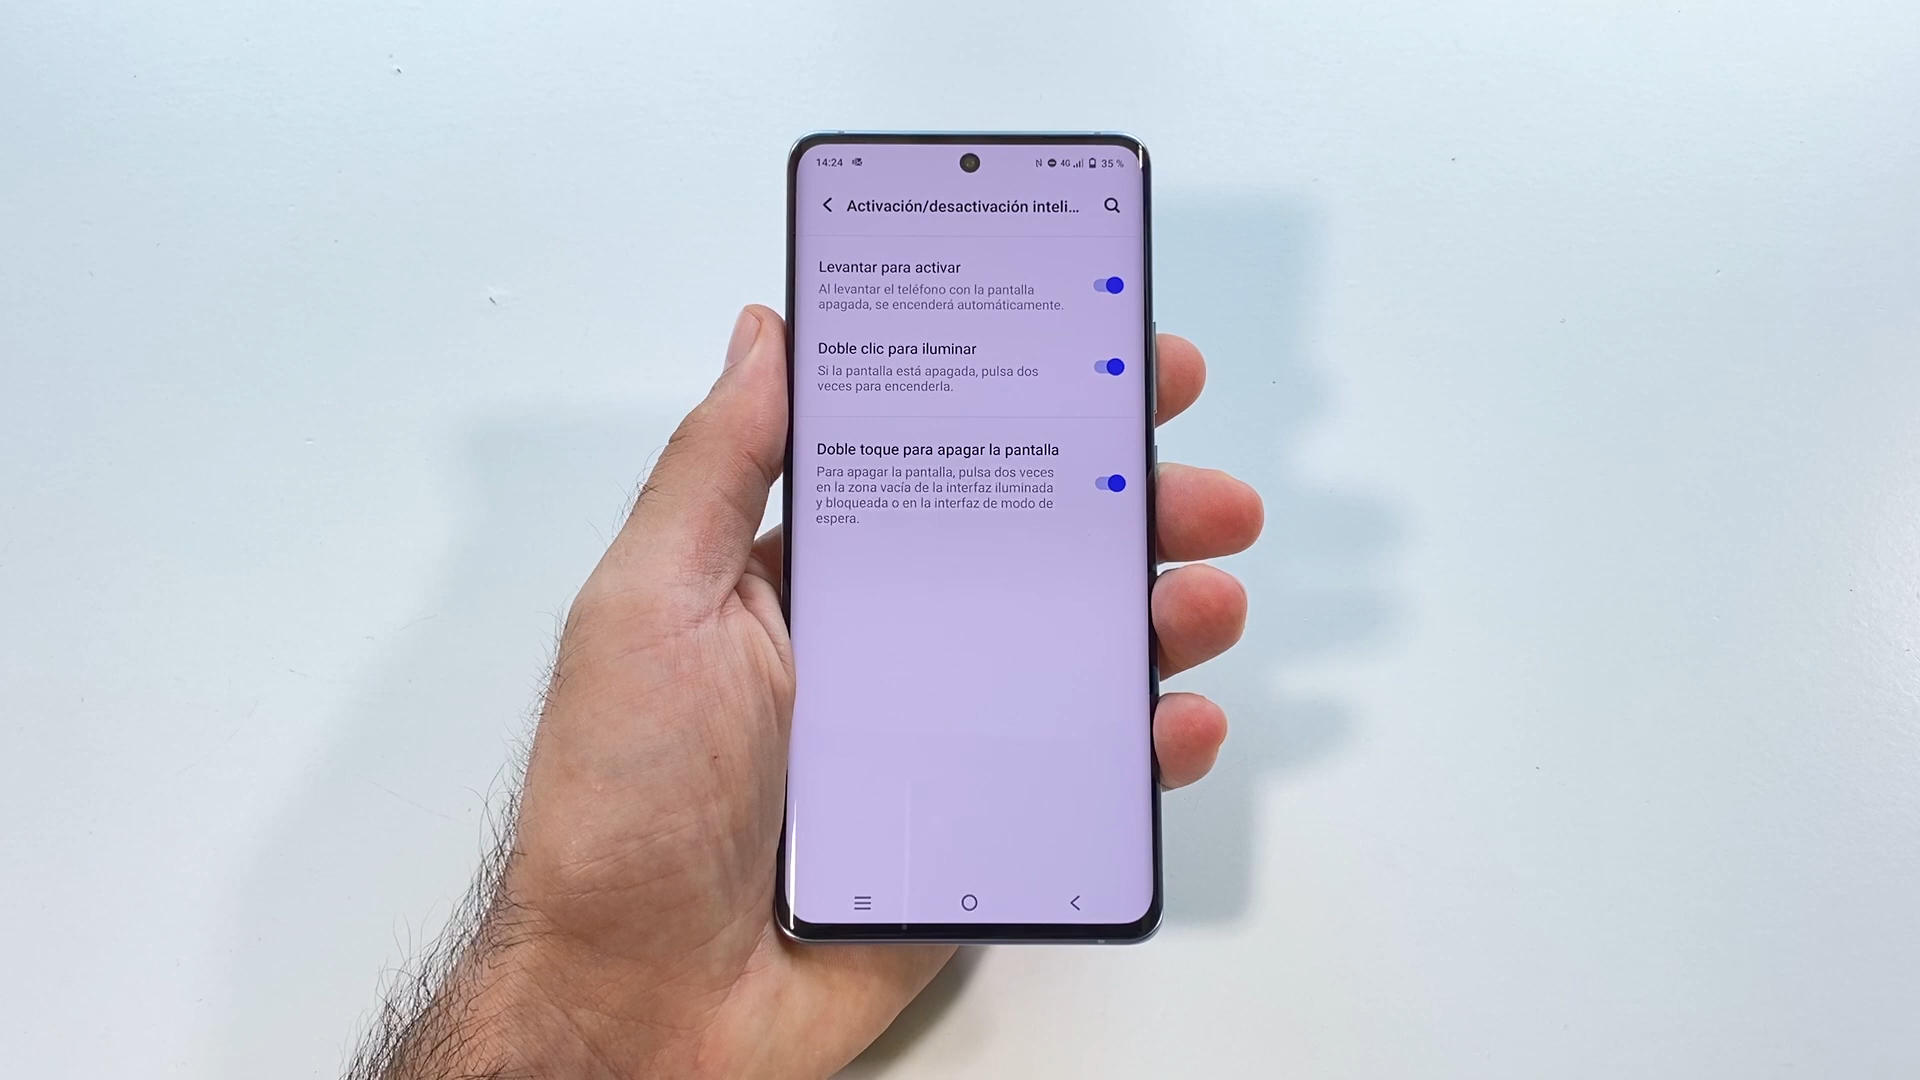 14:24 4G 35 %
Activación/desactivación inteli...
Levantar para activar
Al levantar el teléfono con la pantalla
apagada, se encenderá automáticamente.
Doble clic para iluminar
Si la pantalla está apagada, pulsa dos
veces para encenderla.
Doble toque para apagar la pantalla
Para apagar la pantalla, pulsa dos veces
en la zona vacía de la interfaz iluminada
y bloqueada o en la interfaz de modo de
espera.